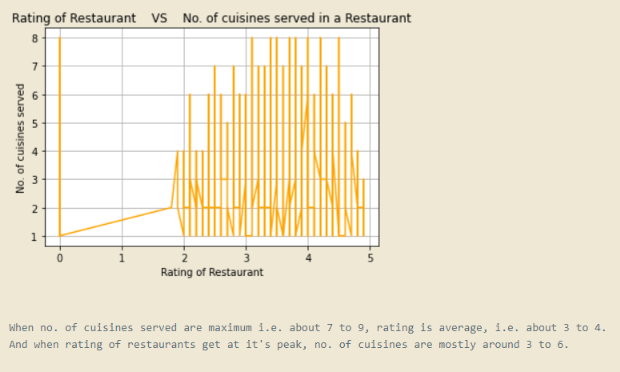 Rating of Restaurant VS No. of cuisines served in a Restaurant
8
7
6
5
4
3
2
1
No. of cuisines served
0 1 2 3 4 5
Rating of Restaurant
When no. of cuisines served are maximum i.e. about 7 to 9, rating is average, i.e. about 3 to 4.
And when rating of restaurants get at it's peak, no. of cuisines are mostly around 3 to 6.